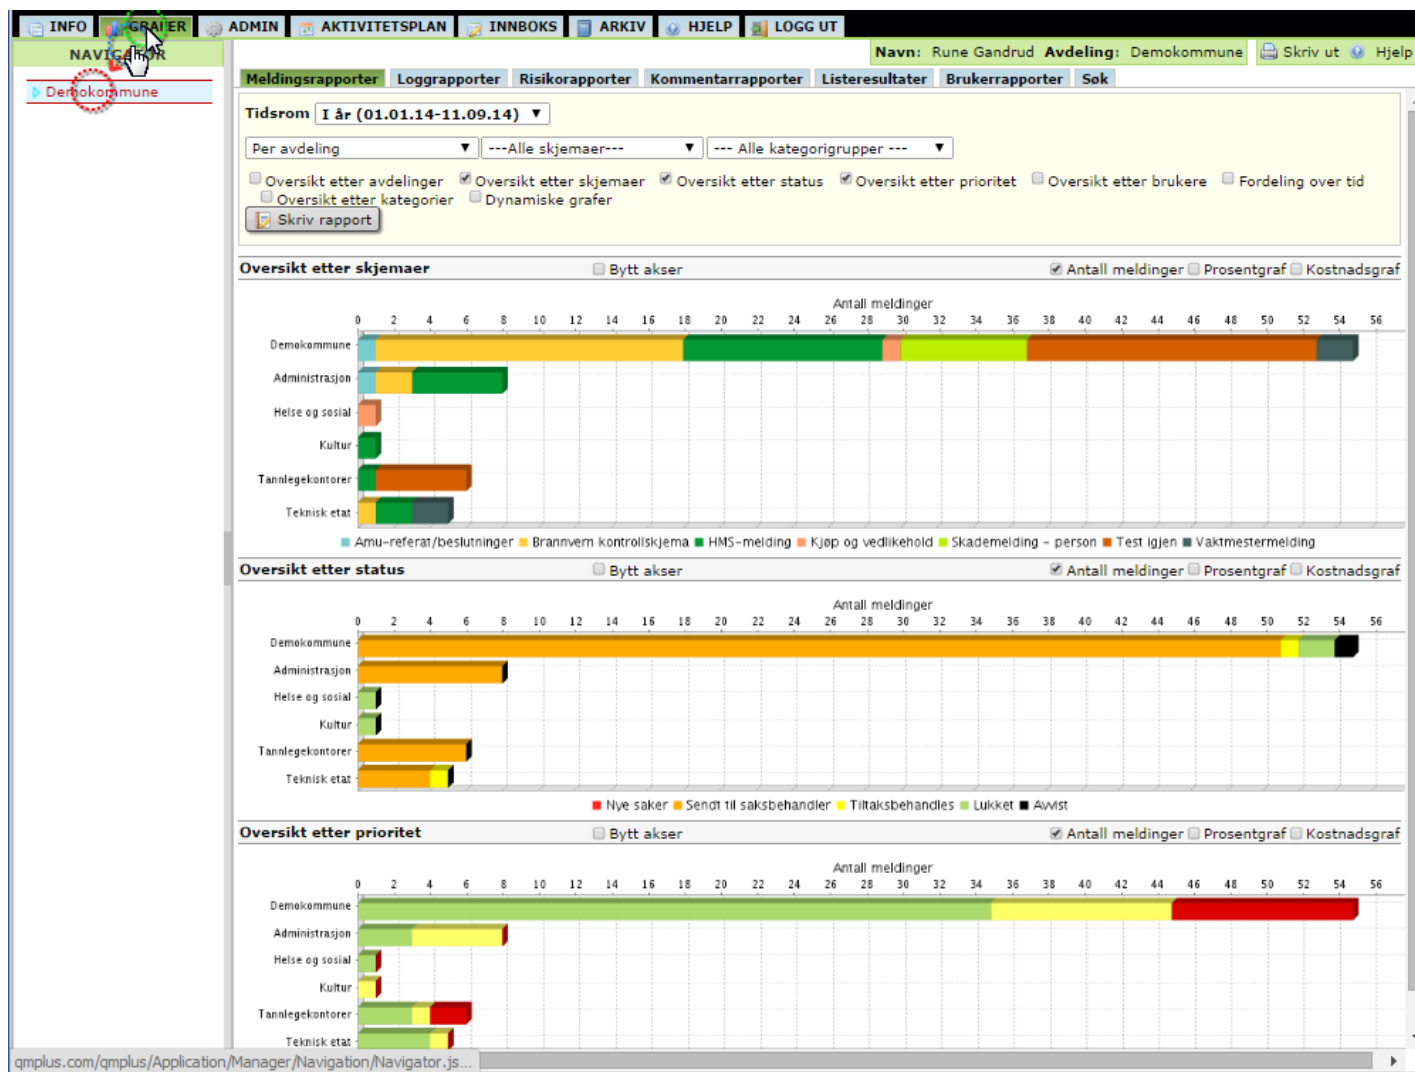 INFO GRAFER ADMIN AKTIVITETSPLAN INNBOKS ARKIV HJELP LOGG UT
NAVIGATOR
Navn: Rune Gandrud Avdeling: Demokommune Skriv ut Hjelp
Demokommune
Meldingsrapporter Loggrapporter Risikorapporter Kommentarrapporter Listeresultater Brukerrapporter Søk
Tidsrom I år (01.01.14-11.09.14)
Per avdeling ---Alle skjemaer--- --- Alle kategorigrupper ---
Oversikt etter avdelinger Oversikt etter skjemaer Oversikt etter status Oversikt etter prioritet Oversikt etter brukere Fordeling over tid
Oversikt etter kategorier Dynamiske grafer
Skriv rapport
Oversikt etter skjemaer Bytt akser Antall meldinger Prosentgraf Kostnadsgraf
Antall meldinger
0 2 4 6 8 10 12 14 16 18 20 22 24 26 28 30 32 34 36 38 40 42 44 46 48 50 52 54 56
Demokommune
Administrasjon
Helse og sosial
Kultur
Tannlegekontorer
Teknisk etat
Amu-referat/beslutninger Brannvern kontrollskjema HMS-melding Kjøp og vedlikehold Skademelding - person Test igjen Vaktmestermelding
Oversikt etter status Bytt akser Antall meldinger Prosentgraf Kostnadsgraf
Antall meldinger
0 2 4 6 8 10 12 14 16 18 20 22 24 26 28 30 32 34 36 38 40 42 44 46 48 50 52 54 56
Demokommune
Administrasjon
Helse og sosial
Kultur
Tannlegekontorer
Teknisk etat
Nye saker Sendt til saksbehandler Tiltaksbehandles Lukket Avvist
Oversikt etter prioritet Bytt akser Antall meldinger Prosentgraf Kostnadsgraf
Antall meldinger
0 2 4 6 8 10 12 14 16 18 20 22 24 26 28 30 32 34 36 38 40 42 44 46 48 50 52 54 56
Demokommune
Administrasjon
Helse og sosial
Kultur
Tannlegekontorer
Teknisk etat
qmplus.com/qmplus/Application/Manager/Navigation/Navigator.js...